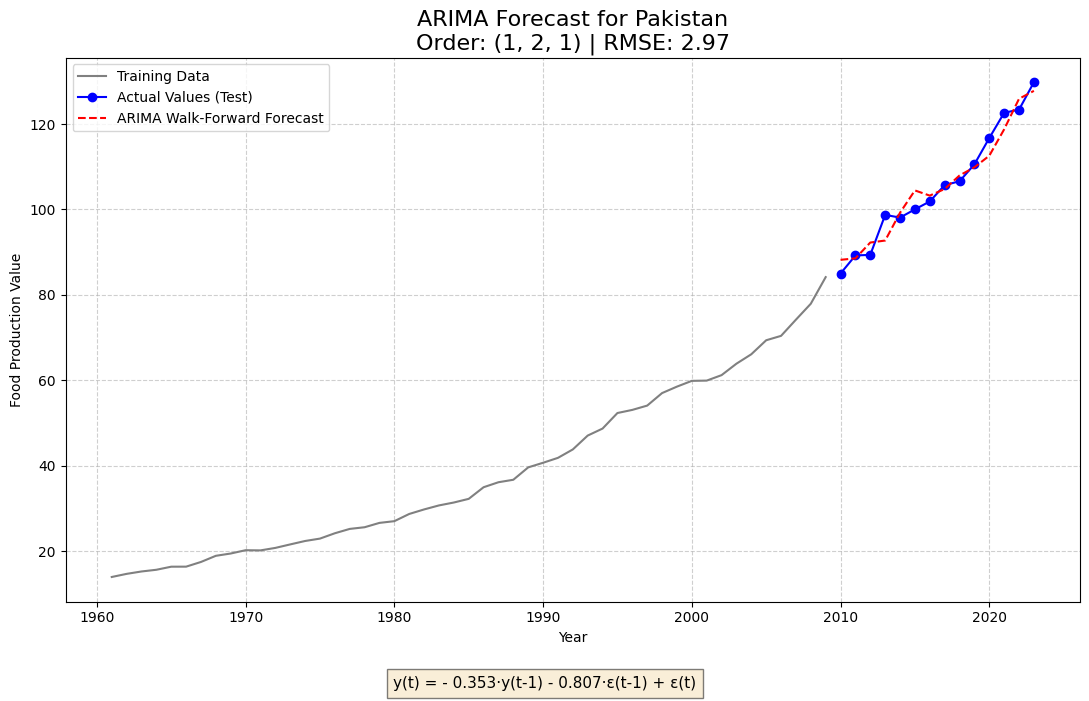 ARIMA Forecast for Pakistan
Order: (1, 2, 1) | RMSE: 2.97
Training Data
Actual Values (Test)
ARIMA Walk-Forward Forecast
Food Production Value
120
100
80
60
40
20
1960 1970 1980 1990 2000 2010 2020
Year
y(t) = - 0.353·y(t-1) - 0.807·ε(t-1) + ε(t)